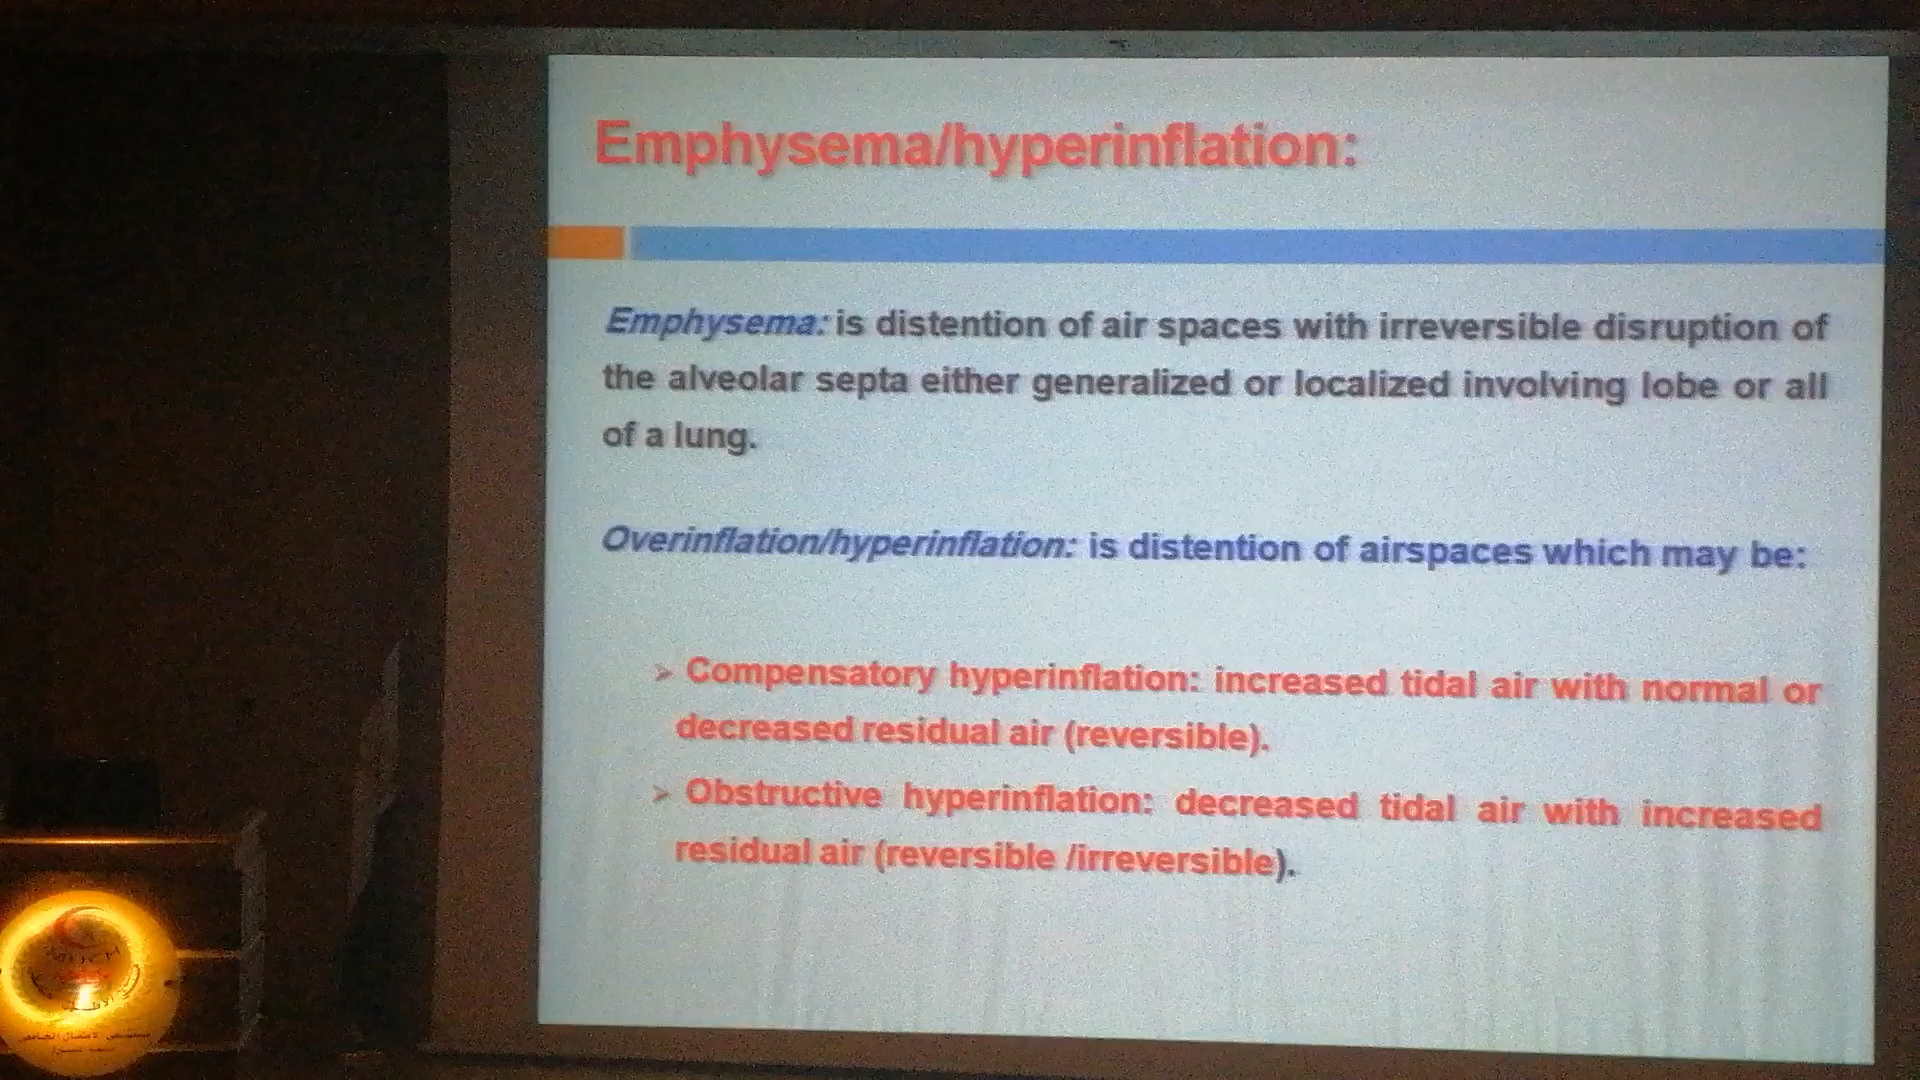 Emphysema/hyperinflation:
Emphysema: is distention of air spaces with irreversible disruption of
the alveolar septa either generalized or localized involving lobe or all
of a lung.
Overinflation/hyperinflation: is distention of airspaces which may be:
➢ Compensatory hyperinflation: increased tidal air with normal or
decreased residual air (reversible).
➢ Obstructive hyperinflation: decreased tidal air with increased
residual air (reversible /irreversible).